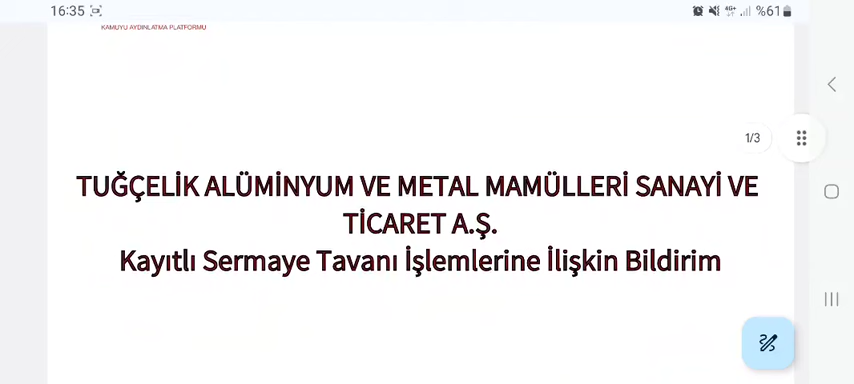 16:35
4G+ %61
KAMUYU AYDINLATMA PLATFORMU
1/3
TUĞÇELİK ALÜMİNYUM VE METAL MAMÜLLERİ SANAYİ VE
TİCARET A.Ş.
Kayıtlı Sermaye Tavanı İşlemlerine İlişkin Bildirim